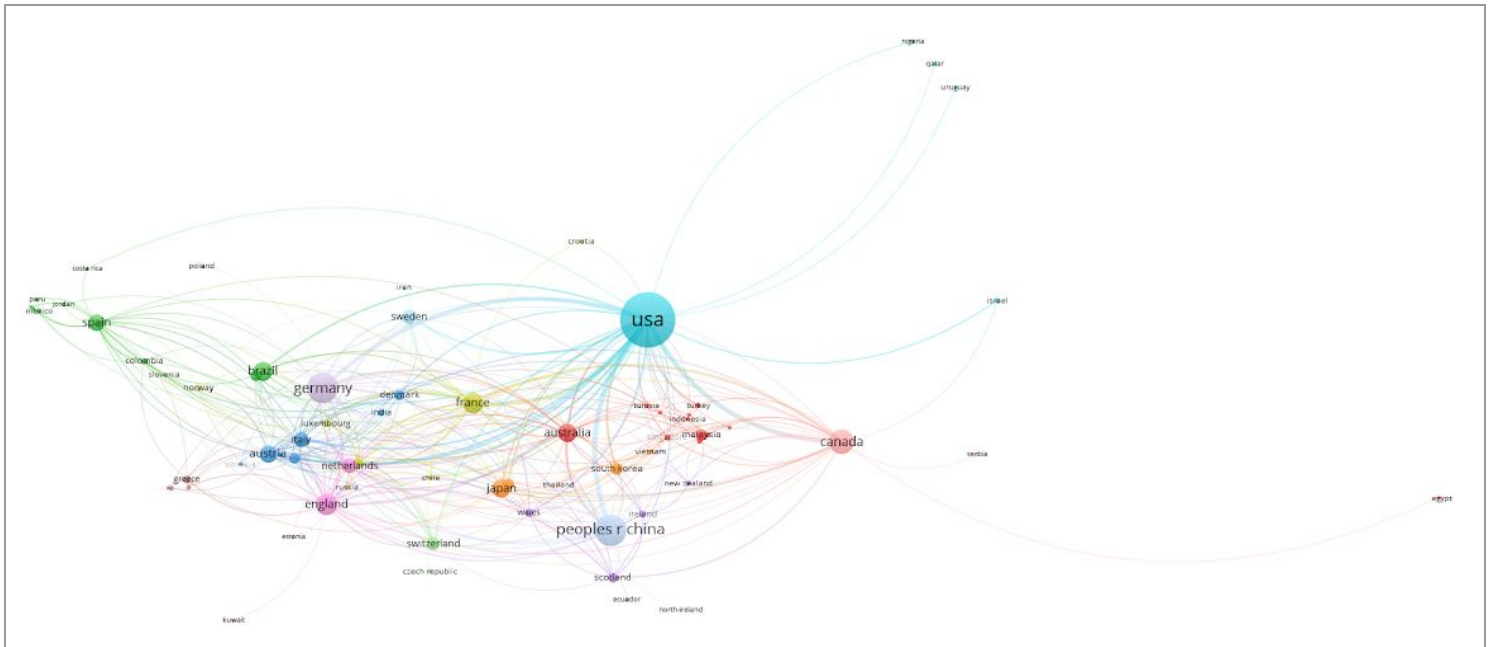 nigeria
qatar
uruguay
croatia
costa rica
poland
iran
israel
peru
jordan
mexico
sweden
usa
spain
colombia
brazil
slovenia
norway
germany
denmark
france
india
tunisia
turkey
indonesia
luxembourg
australia
malaysia
canada
italy
austria
vietnam
serbia
netherlands
south korea
greece
chile
russia
japan
thailand
new zealand
egypt
england
wales
ireland
peoples r china
estonia
switzerland
czech republic
scotland
ecuador
north ireland
kuwait